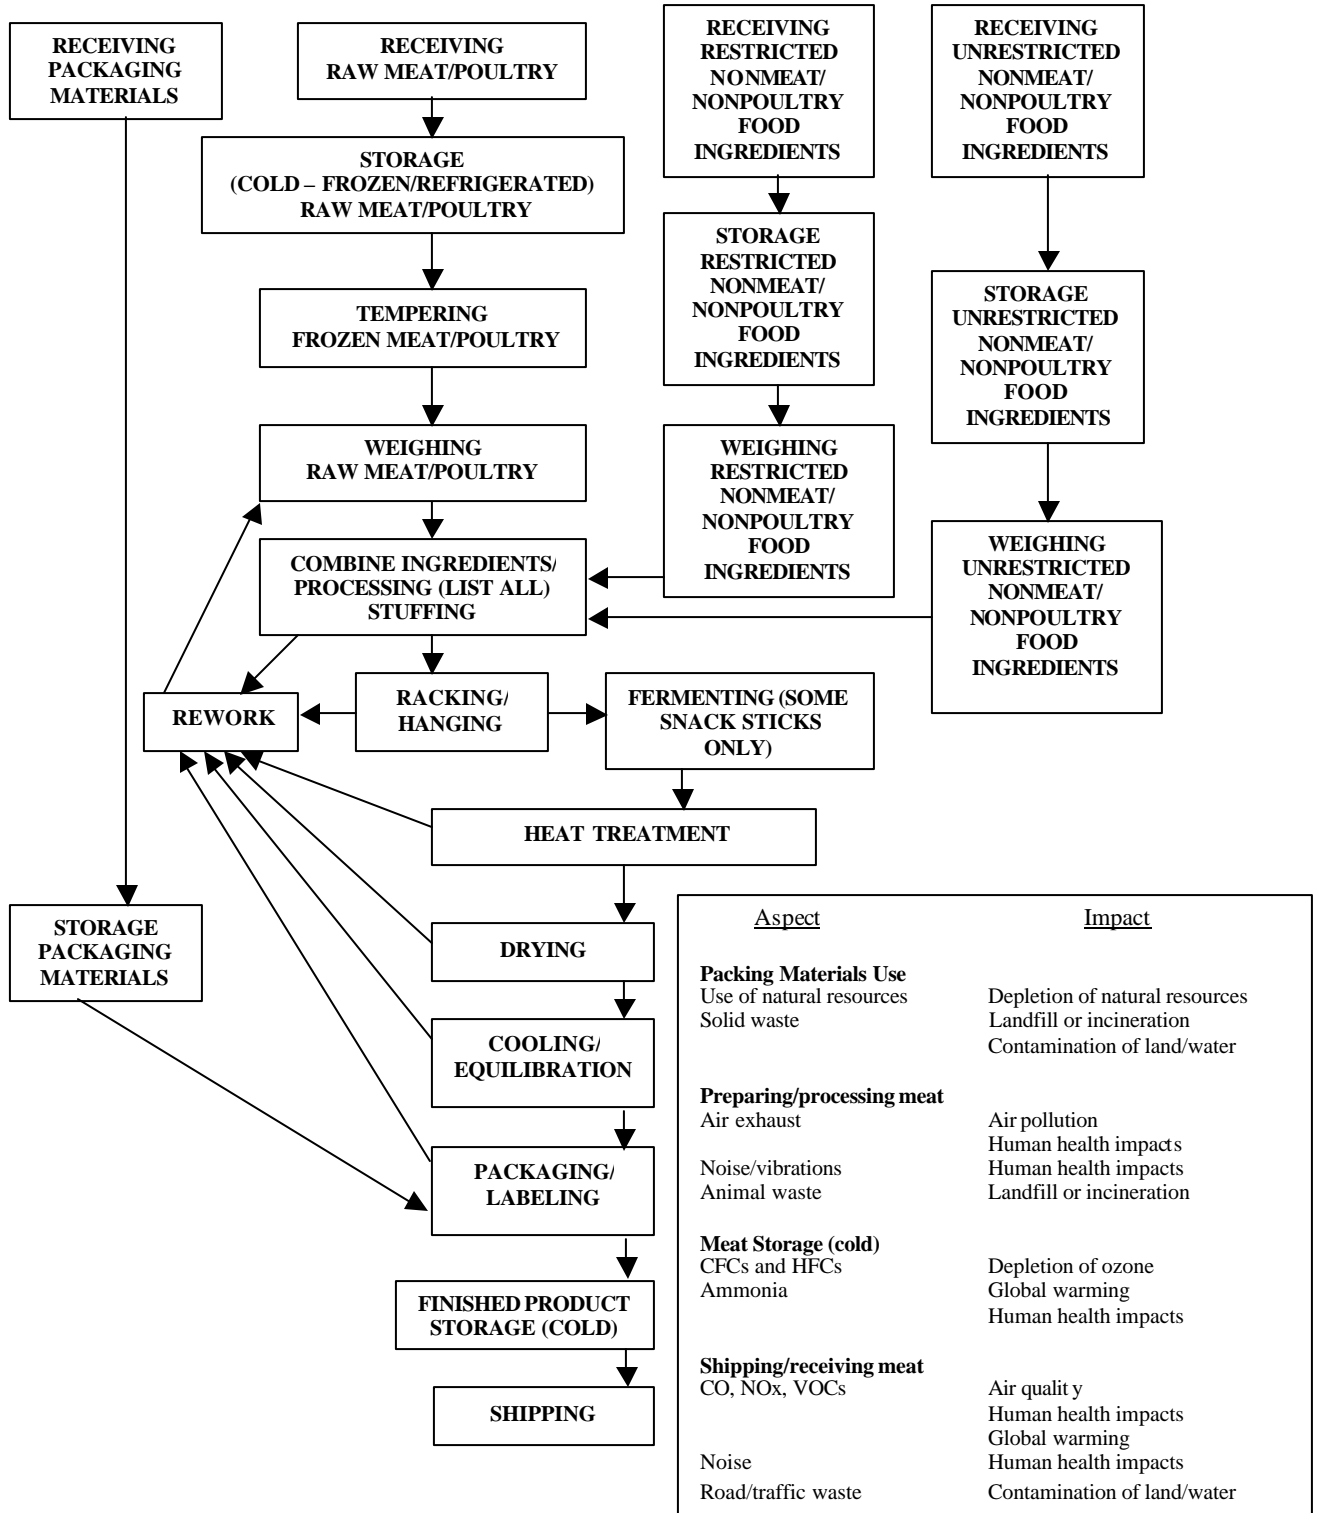 RECEIVING
PACKAGING
MATERIALS
RECEIVING
RAW MEAT/POULTRY
RECEIVING
RESTRICTED
NONMEAT/
NONPOULTRY
FOOD
INGREDIENTS
RECEIVING
UNRESTRICTED
NONMEAT/
NONPOULTRY
FOOD
INGREDIENTS
STORAGE
(COLD – FROZEN/REFRIGERATED)
RAW MEAT/POULTRY
STORAGE
RESTRICTED
NONMEAT/
NONPOULTRY
FOOD
INGREDIENTS
STORAGE
UNRESTRICTED
NONMEAT/
NONPOULTRY
FOOD
INGREDIENTS
TEMPERING
FROZEN MEAT/POULTRY
WEIGHING
RAW MEAT/POULTRY
WEIGHING
RESTRICTED
NONMEAT/
NONPOULTRY
FOOD
INGREDIENTS
WEIGHING
UNRESTRICTED
NONMEAT/
NONPOULTRY
FOOD
INGREDIENTS
COMBINE INGREDIENTS/
PROCESSING (LIST ALL)
STUFFING
REWORK
RACKING/
HANGING
FERMENTING (SOME
SNACK STICKS
ONLY)
HEAT TREATMENT
STORAGE
PACKAGING
MATERIALS
DRYING
COOLING/
EQUILIBRATION
PACKAGING/
LABELING
FINISHED PRODUCT
STORAGE (COLD)
SHIPPING
Aspect Impact
Packing Materials Use
Use of natural resources Depletion of natural resources
Solid waste Landfill or incineration
Contamination of land/water
Preparing/processing meat
Air exhaust Air pollution
Human health impacts
Noise/vibrations Human health impacts
Animal waste Landfill or incineration
Meat Storage (cold)
CFCs and HFCs Depletion of ozone
Ammonia Global warming
Human health impacts
Shipping/receiving meat
CO, NOx, VOCs Air quality
Human health impacts
Global warming
Noise Human health impacts
Road/traffic waste Contamination of land/water